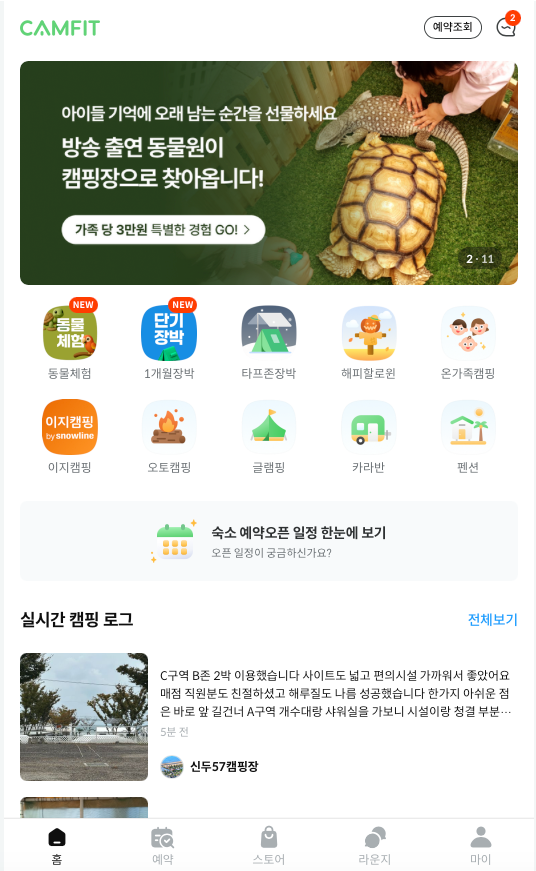 CAMFIT
예약조회
2
아이들 기억에 오래 남는 순간을 선물하세요
방송 출연 동물원이
캠핑장으로 찾아옵니다!
가족 당 3만원 특별한 경험 GO! >
2 · 11
NEW
NEW
동물
체험
단기
장박
동물체험
1개월장박
타프존장박
해피할로윈
온가족캠핑
이지캠핑
by snowline
이지캠핑
오토캠핑
글램핑
카라반
펜션
숙소 예약오픈 일정 한눈에 보기
오픈 일정이 궁금하신가요?
실시간 캠핑 로그
전체보기
C구역 B존 2박 이용했습니다 사이트도 넓고 편의시설 가까워서 좋았어요
매점 직원분도 친절하셨고 해루질도 나름 성공했습니다 한가지 아쉬운 점
은 바로 앞 길건너 A구역 개수대랑 샤워실을 가보니 시설이랑 청결 부분…
5분 전
신두57캠핑장
홈
예약
스토어
라운지
마이